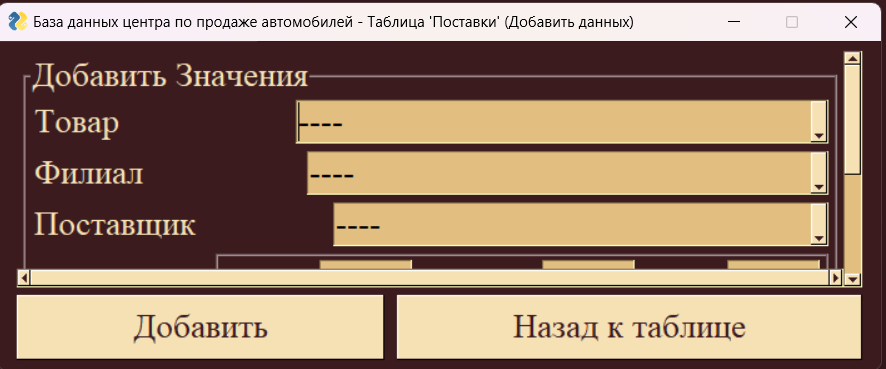 База данных центра по продаже автомобилей - Таблица 'Поставки' (Добавить данных)
Добавить Значения
Товар ----
Филиал ----
Поставщик ----
Добавить Назад к таблице